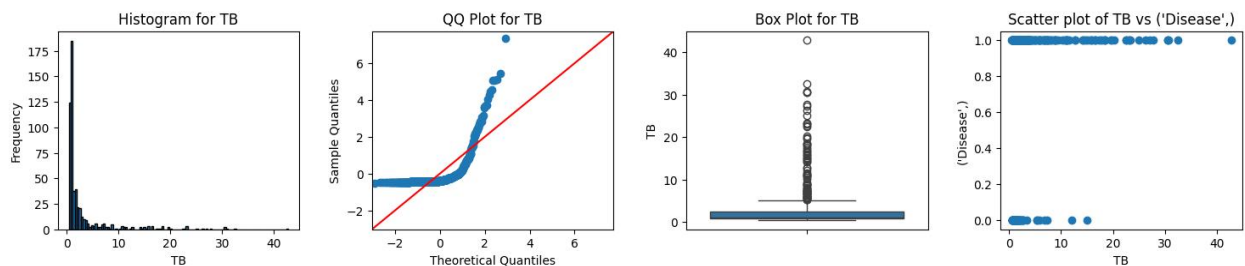 Histogram for TB
175
150
125
100
75
50
25
0
Frequency
0 10 20 30 40
TB
QQ Plot for TB
6
4
2
0
−2
Sample Quantiles
−2 0 2 4 6
Theoretical Quantiles
Box Plot for TB
40
30
20
10
0
TB
Scatter plot of TB vs ('Disease',)
1.0
0.8
0.6
0.4
0.2
0.0
('Disease',)
0 10 20 30 40
TB